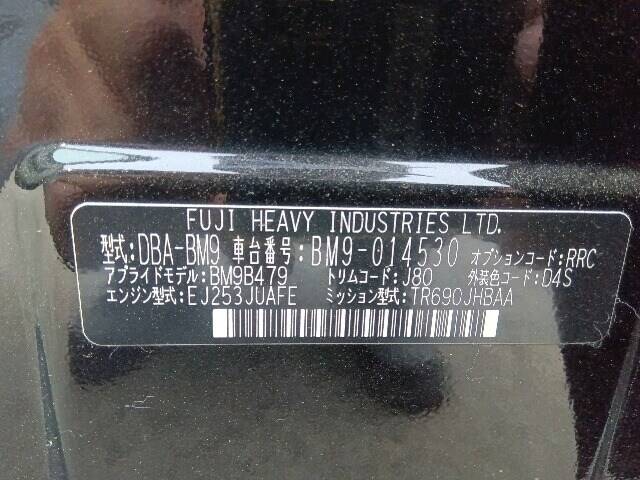 FUJI HEAVY INDUSTRIES LTD.
型式:DBA-BM9 車台番号:BM9-014530 オプションコード:RRC
アプライドモデル:BM9B479 トリムコード:J80 外装色コード:D4S
エンジン型式:EJ253JUAFE ミッション型式:TR690JHBAA